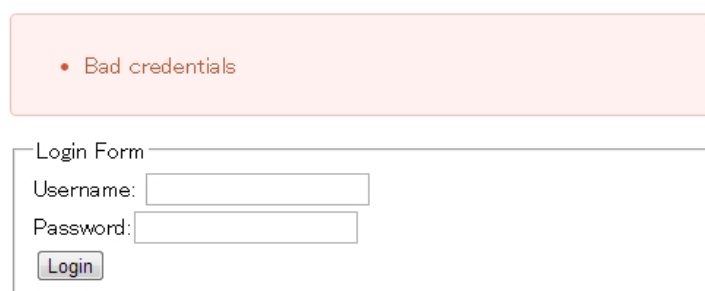 • Bad credentials
Login Form
Username:
Password:
Login